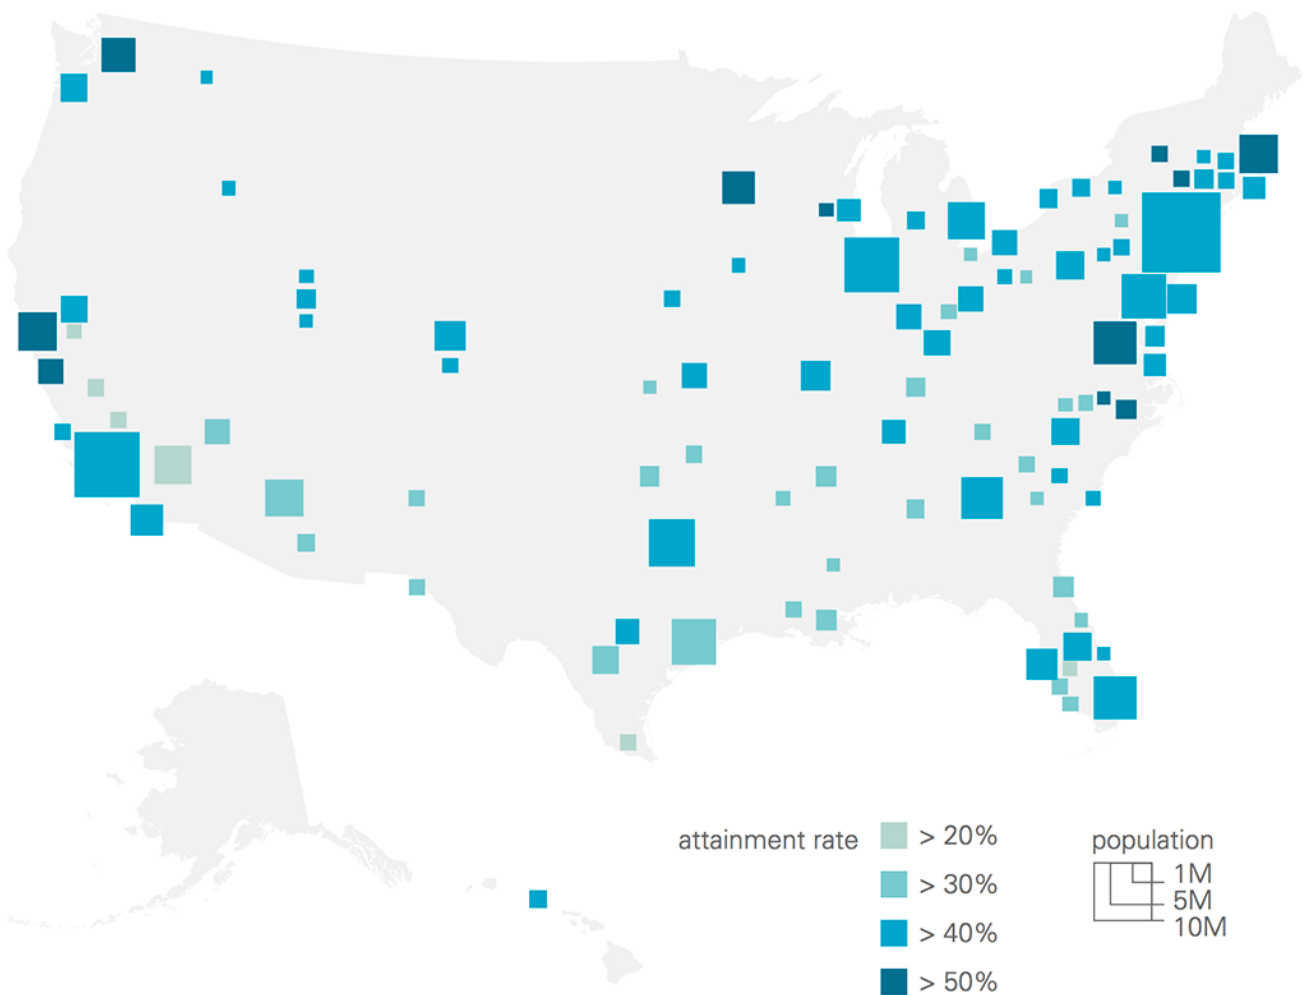 attainment rate
> 20%
> 30%
> 40%
> 50%
population
1M
5M
10M